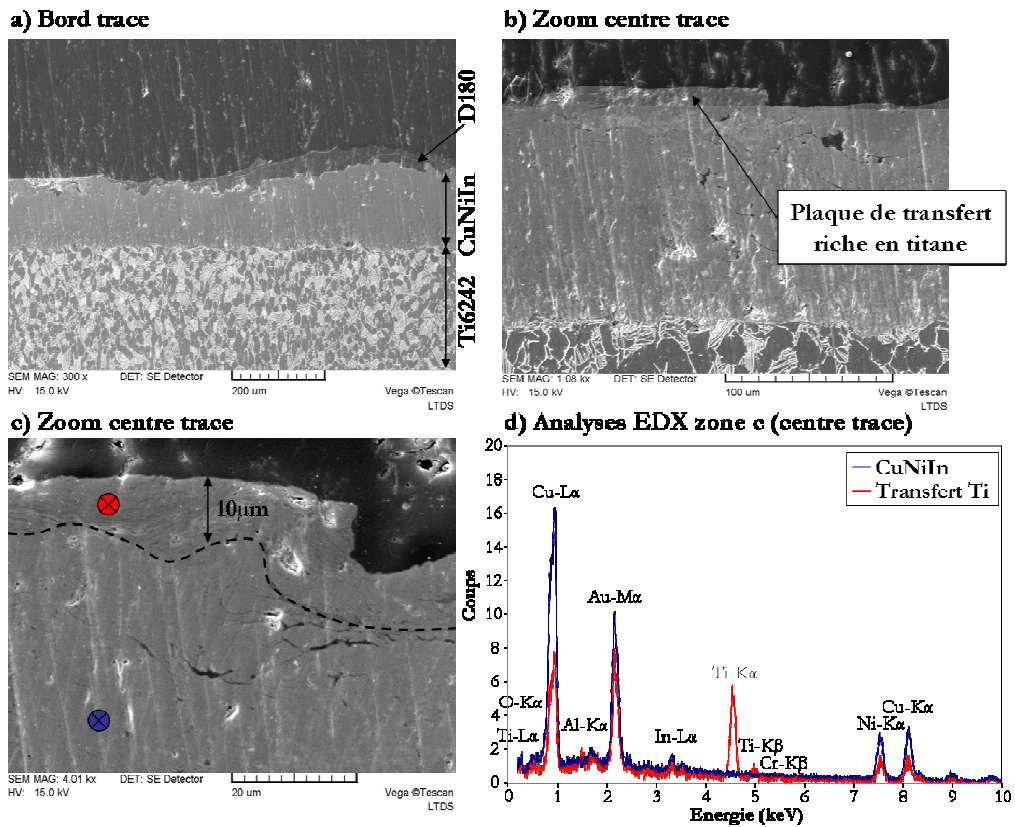 a) Bord trace
D180
CuNiIn
Ti6242
SEM MAG: 300 x
DET: SE Detector
HV: 15.0 kV
200 um
Vega ©Tescan
LTDS
b) Zoom centre trace
Plaque de transfert
riche en titane
SEM MAG: 1.08 kx
DET: SE Detector
HV: 15.0 kV
100 um
Vega ©Tescan
LTDS
c) Zoom centre trace
10µm
SEM MAG: 4.01 kx
DET: SE Detector
HV: 15.0 kV
20 um
Vega ©Tescan
LTDS
d) Analyses EDX zone c (centre trace)
CuNiIn
Transfert Ti
Coups
20
18
16
14
12
10
8
6
4
2
0
Cu-Lα
Au-Mα
Ti-Kα
O-Kα
Ti-Lα
Al-Kα
In-Lα
Ti-Kβ
Cr-Kβ
Ni-Kα
Cu-Kα
0 1 2 3 4 5 6 7 8 9 10
Energie (keV)